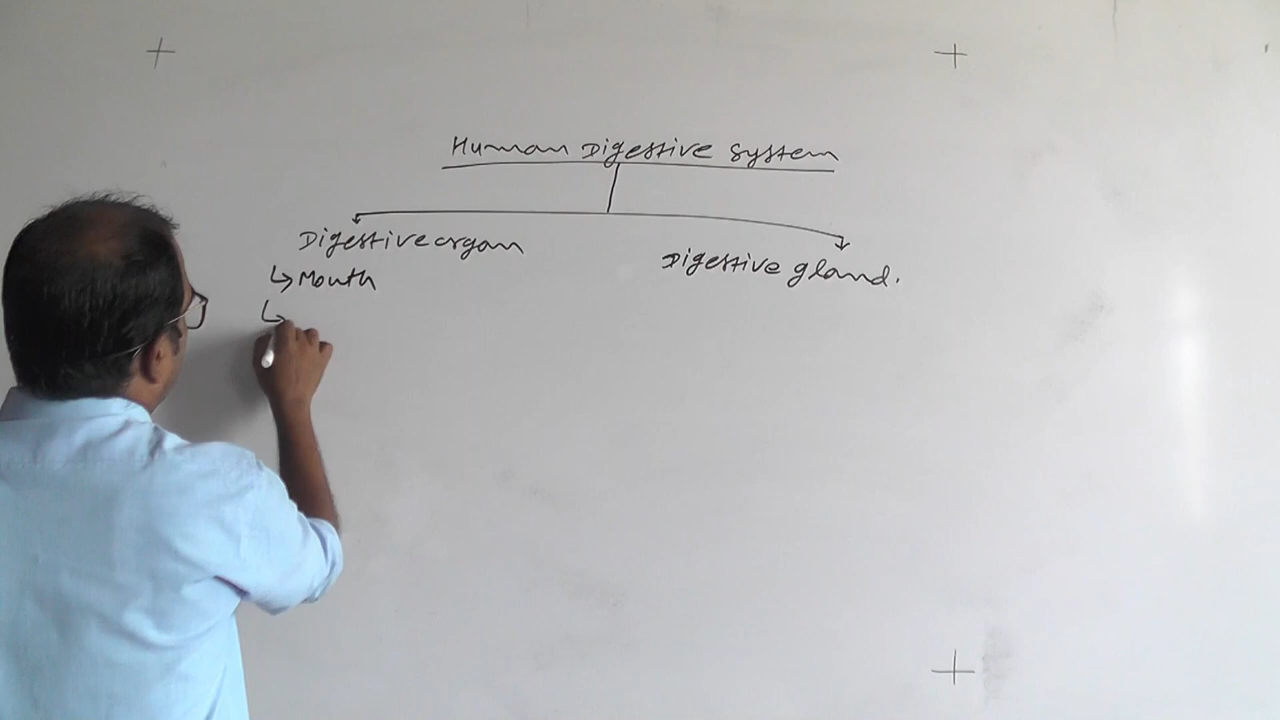 Human Digestive System
Digestive organ
Digestive gland.
↳ Mouth
↳